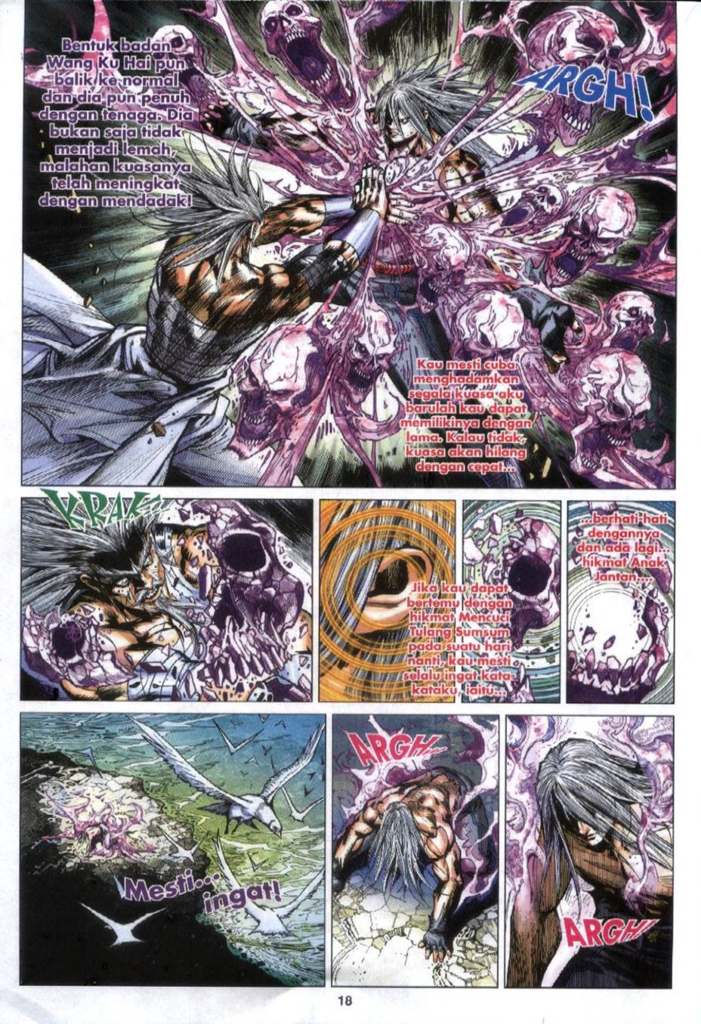 Bentuk badan
Wang Ku Hai pun
balik ke normal
dan dia pun penuh
dengan tenaga. Dia
bukan saja tidak
menjadi lemah,
malahan kuasanya
telah meningkat
dengan mendadak!
ARGH!
Kau mesti cuba
menghadamkan
segala kuasa aku
barulah kau dapat
memilikinya dengan
lama. Kalau tidak,
kuasa akan hilang
dengan cepat...
KRAK
Jika kau dapat
bertemu dengan
hikmat Mencuci
Tulang Sumsum
pada suatu hari
nanti, kau mesti
selalu ingat kata
kataku, iaitu...
...berhati-hati
dengannya
dan ada lagi...
hikmat Anak
Jantan...
Mesti...
ingat!
ARGH!
ARGH!
18